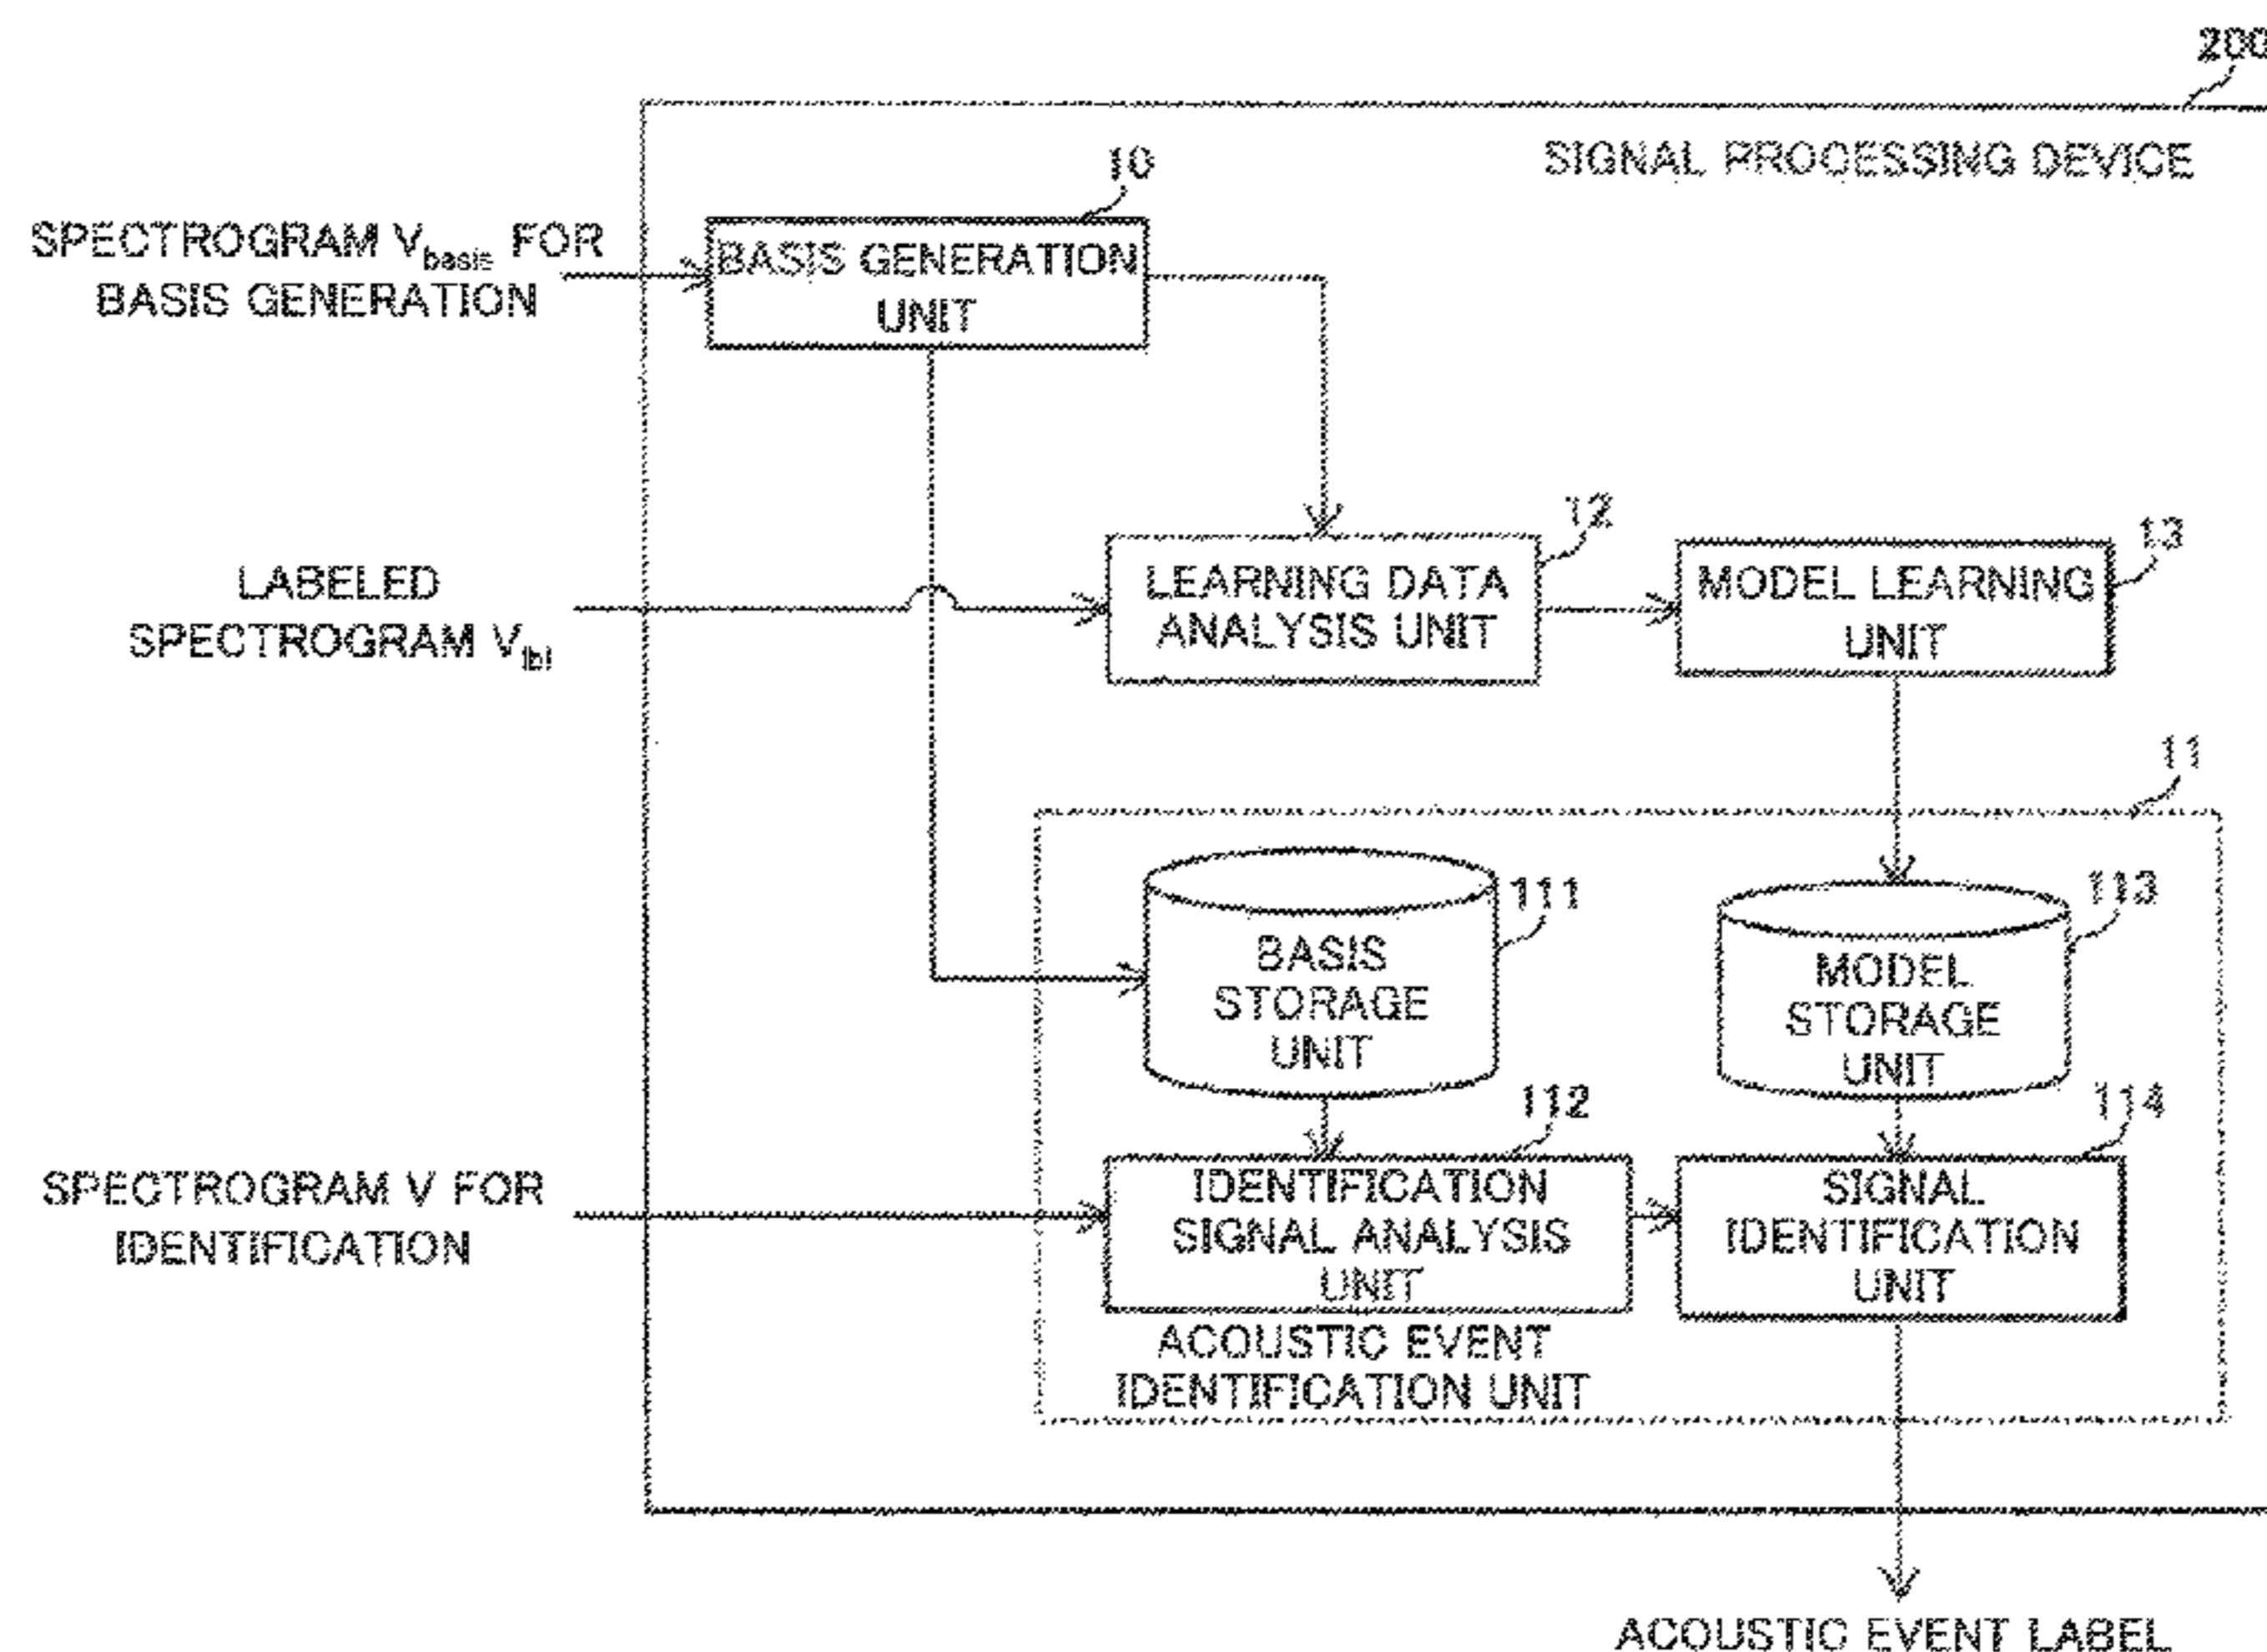 200
SIGNAL PROCESSING DEVICE
10
SPECTROGRAM Vbasis FOR
BASIS GENERATION
BASIS GENERATION
UNIT
12
13
LABELED
SPECTROGRAM Vlbl
LEARNING DATA
ANALYSIS UNIT
MODEL LEARNING
UNIT
11
111
113
BASIS
STORAGE
UNIT
MODEL
STORAGE
UNIT
112
114
SPECTROGRAM V FOR
IDENTIFICATION
IDENTIFICATION
SIGNAL ANALYSIS
UNIT
SIGNAL
IDENTIFICATION
UNIT
ACOUSTIC EVENT
IDENTIFICATION UNIT
ACOUSTIC EVENT LABEL